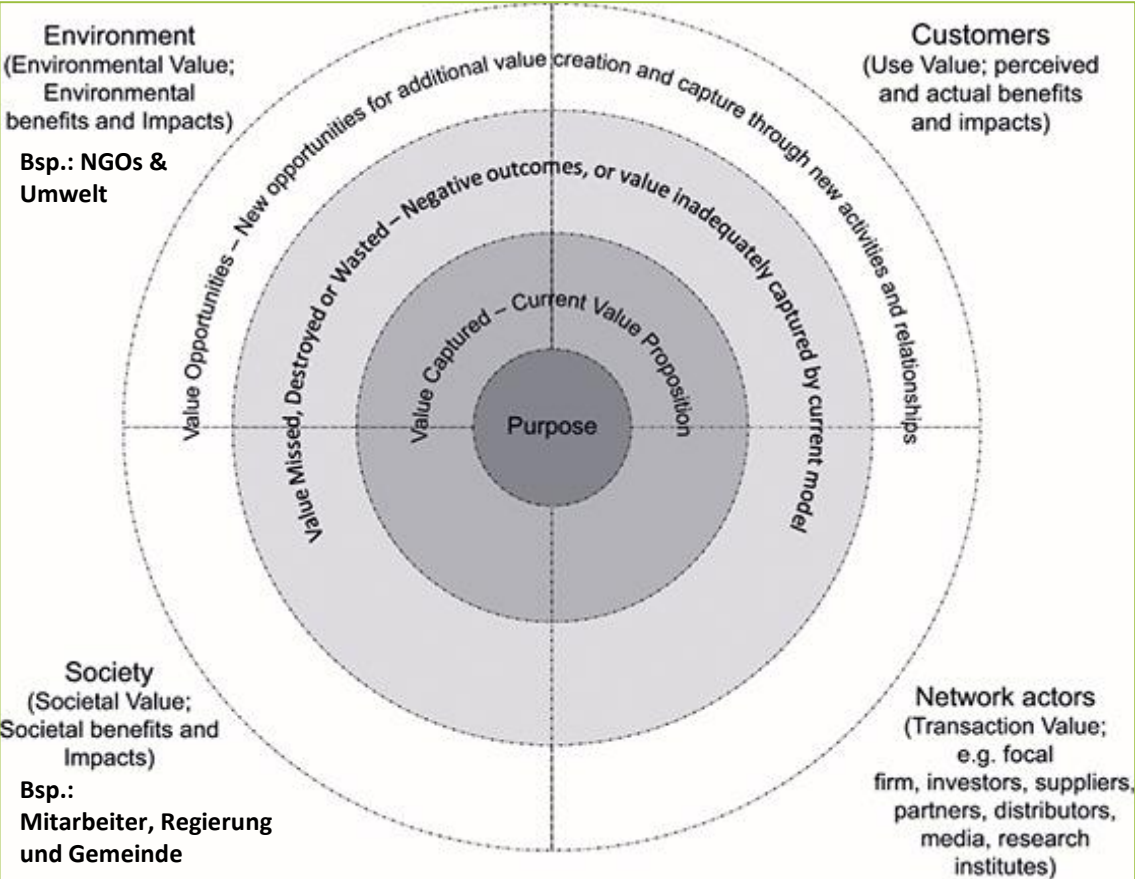 Environment
(Environmental Value;
Environmental
benefits and Impacts)
Bsp.: NGOs &
Umwelt
Customers
(Use Value; perceived
and actual benefits
and impacts)
Value Opportunities – New opportunities for additional value creation and capture through new activities and relationships
Value Missed, Destroyed or Wasted – Negative outcomes, or value inadequately captured by current model
Value Captured – Current Value Proposition
Purpose
Society
(Societal Value;
Societal benefits and
Impacts)
Bsp.:
Mitarbeiter, Regierung
und Gemeinde
Network actors
(Transaction Value;
e.g. focal
firm, investors, suppliers,
partners, distributors,
media, research
institutes)